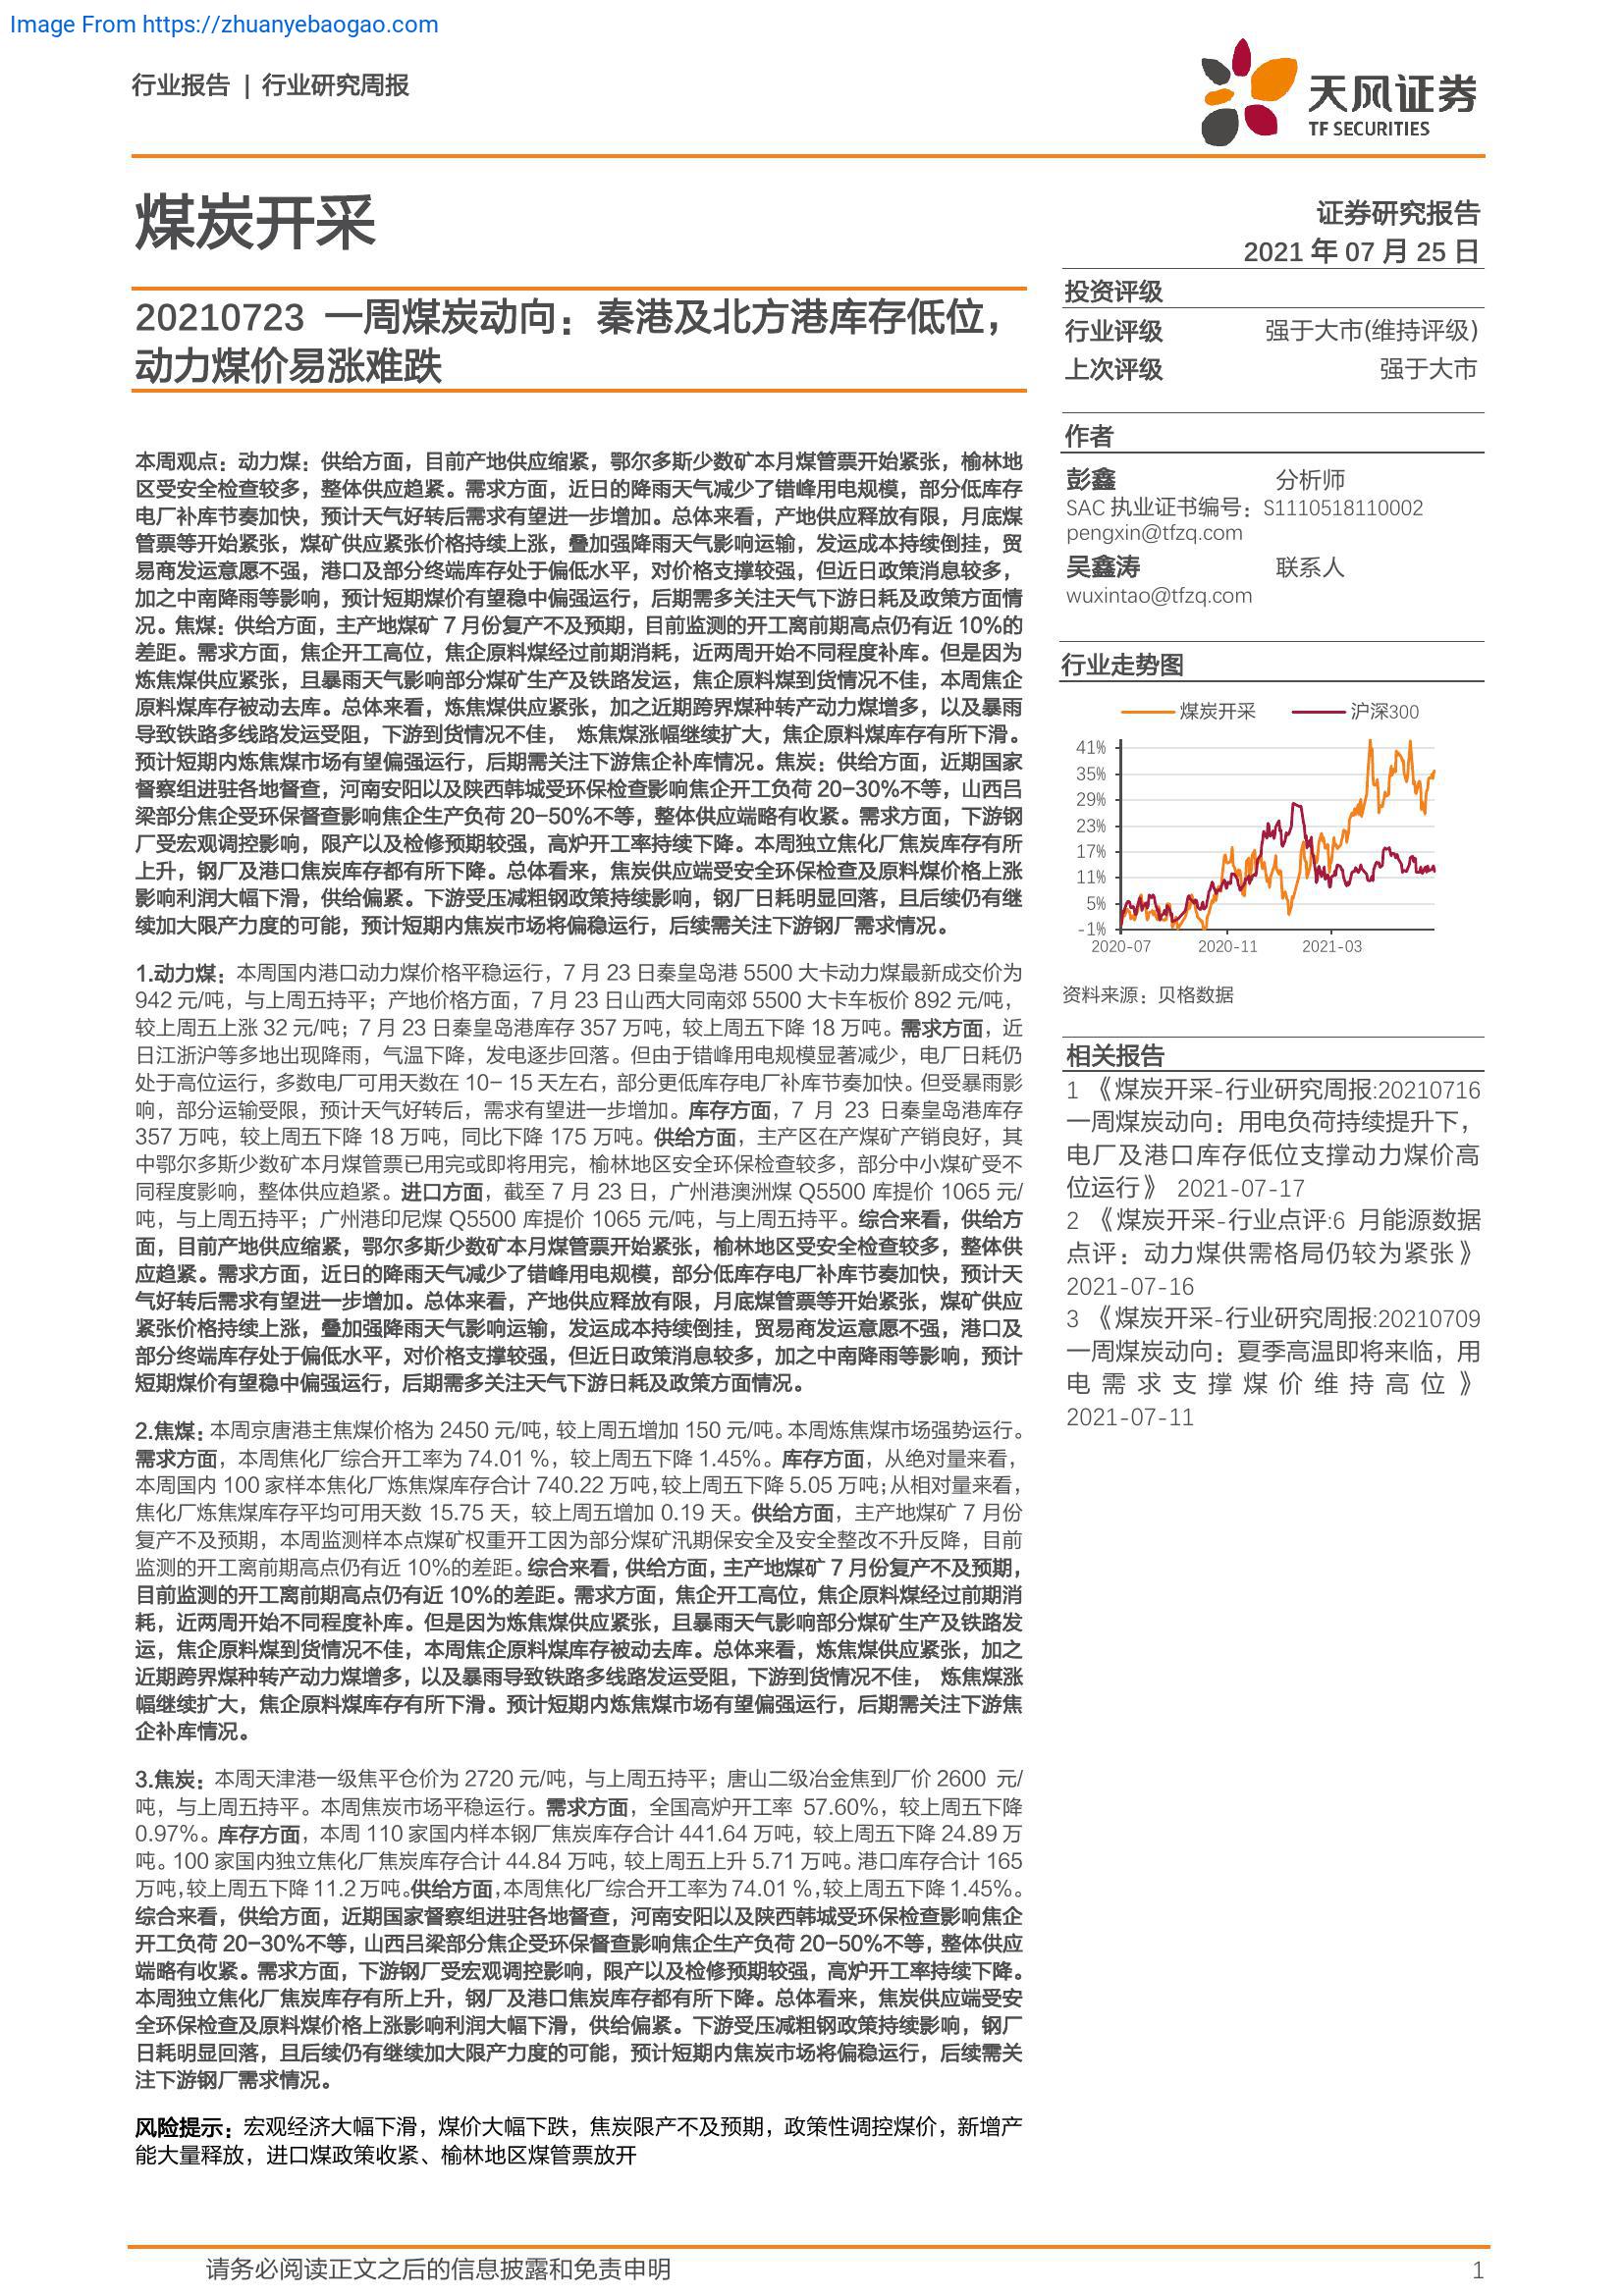 Image From https://zhuanyebaogao.com
行业报告 | 行业研究周报
天风证券
TF SECURITIES
煤炭开采
证券研究报告
2021 年 07 月 25 日
20210723 一周煤炭动向：秦港及北方港库存低位，
动力煤价易涨难跌
本周观点：动力煤：供给方面，目前产地供应缩紧，鄂尔多斯少数矿本月煤管票开始紧张，榆林地
区受安全检查较多，整体供应趋紧。需求方面，近日的降雨天气减少了错峰用电规模，部分低库存
电厂补库节奏加快，预计天气好转后需求有望进一步增加。总体来看，产地供应释放有限，月底煤
管票等开始紧张，煤矿供应紧张价格持续上涨，叠加强降雨天气影响运输，发运成本持续倒挂，贸
易商发运意愿不强，港口及部分终端库存处于偏低水平，对价格支撑较强，但近日政策消息较多，
加之中南降雨等影响，预计短期煤价有望稳中偏强运行，后期需多关注天气下游日耗及政策方面情
况。焦煤：供给方面，主产地煤矿 7 月份复产不及预期，目前监测的开工离前期高点仍有近 10%的
差距。需求方面，焦企开工高位，焦企原料煤经过前期消耗，近两周开始不同程度补库。但是因为
炼焦煤供应紧张，且暴雨天气影响部分煤矿生产及铁路发运，焦企原料煤到货情况不佳，本周焦企
原料煤库存被动去库。总体来看，炼焦煤供应紧张，加之近期跨界煤种转产动力煤增多，以及暴雨
导致铁路多线路发运受阻，下游到货情况不佳， 炼焦煤涨幅继续扩大，焦企原料煤库存有所下滑。
预计短期内炼焦煤市场有望偏强运行，后期需关注下游焦企补库情况。焦炭：供给方面，近期国家
督察组进驻各地督查，河南安阳以及陕西韩城受环保检查影响焦企开工负荷 20-30%不等，山西吕
梁部分焦企受环保督查影响焦企生产负荷 20-50%不等，整体供应端略有收紧。需求方面，下游钢
厂受宏观调控影响，限产以及检修预期较强，高炉开工率持续下降。本周独立焦化厂焦炭库存有所
上升，钢厂及港口焦炭库存都有所下降。总体看来，焦炭供应端受安全环保检查及原料煤价格上涨
影响利润大幅下滑，供给偏紧。下游受压减粗钢政策持续影响，钢厂日耗明显回落，且后续仍有继
续加大限产力度的可能，预计短期内焦炭市场将偏稳运行，后续需关注下游钢厂需求情况。
1.动力煤：本周国内港口动力煤价格平稳运行，7 月 23 日秦皇岛港 5500 大卡动力煤最新成交价为
942 元/吨，与上周五持平；产地价格方面，7 月 23 日山西大同南郊 5500 大卡车板价 892 元/吨，
较上周五上涨 32 元/吨；7 月 23 日秦皇岛港库存 357 万吨，较上周五下降 18 万吨。需求方面，近
日江浙沪等多地出现降雨，气温下降，发电逐步回落。但由于错峰用电规模显著减少，电厂日耗仍
处于高位运行，多数电厂可用天数在 10- 15 天左右，部分更低库存电厂补库节奏加快。但受暴雨影
响，部分运输受限，预计天气好转后，需求有望进一步增加。库存方面，7 月 23 日秦皇岛港库存
357 万吨，较上周五下降 18 万吨，同比下降 175 万吨。供给方面，主产区在产煤矿产销良好，其
中鄂尔多斯少数矿本月煤管票已用完或即将用完，榆林地区安全环保检查较多，部分中小煤矿受不
同程度影响，整体供应趋紧。进口方面，截至 7 月 23 日，广州港澳洲煤 Q5500 库提价 1065 元/
吨，与上周五持平；广州港印尼煤 Q5500 库提价 1065 元/吨，与上周五持平。综合来看，供给方
面，目前产地供应缩紧，鄂尔多斯少数矿本月煤管票开始紧张，榆林地区受安全检查较多，整体供
应趋紧。需求方面，近日的降雨天气减少了错峰用电规模，部分低库存电厂补库节奏加快，预计天
气好转后需求有望进一步增加。总体来看，产地供应释放有限，月底煤管票等开始紧张，煤矿供应
紧张价格持续上涨，叠加强降雨天气影响运输，发运成本持续倒挂，贸易商发运意愿不强，港口及
部分终端库存处于偏低水平，对价格支撑较强，但近日政策消息较多，加之中南降雨等影响，预计
短期煤价有望稳中偏强运行，后期需多关注天气下游日耗及政策方面情况。
2.焦煤：本周京唐港主焦煤价格为 2450 元/吨，较上周五增加 150 元/吨。本周炼焦煤市场强势运行。
需求方面，本周焦化厂综合开工率为 74.01 %，较上周五下降 1.45%。库存方面，从绝对量来看，
本周国内 100 家样本焦化厂炼焦煤库存合计 740.22 万吨，较上周五下降 5.05 万吨；从相对量来看，
焦化厂炼焦煤库存平均可用天数 15.75 天，较上周五增加 0.19 天。供给方面，主产地煤矿 7 月份
复产不及预期，本周监测样本点煤矿权重开工因为部分煤矿汛期保安全及安全整改不升反降，目前
监测的开工离前期高点仍有近 10%的差距。综合来看，供给方面，主产地煤矿 7 月份复产不及预期，
目前监测的开工离前期高点仍有近 10%的差距。需求方面，焦企开工高位，焦企原料煤经过前期消
耗，近两周开始不同程度补库。但是因为炼焦煤供应紧张，且暴雨天气影响部分煤矿生产及铁路发
运，焦企原料煤到货情况不佳，本周焦企原料煤库存被动去库。总体来看，炼焦煤供应紧张，加之
近期跨界煤种转产动力煤增多，以及暴雨导致铁路多线路发运受阻，下游到货情况不佳， 炼焦煤涨
幅继续扩大，焦企原料煤库存有所下滑。预计短期内炼焦煤市场有望偏强运行，后期需关注下游焦
企补库情况。
3.焦炭：本周天津港一级焦平仓价为 2720 元/吨，与上周五持平；唐山二级冶金焦到厂价 2600 元/
吨，与上周五持平。本周焦炭市场平稳运行。需求方面，全国高炉开工率 57.60%，较上周五下降
0.97%。库存方面，本周 110 家国内样本钢厂焦炭库存合计 441.64 万吨，较上周五下降 24.89 万
吨。100 家国内独立焦化厂焦炭库存合计 44.84 万吨，较上周五上升 5.71 万吨。港口库存合计 165
万吨，较上周五下降 11.2 万吨。供给方面，本周焦化厂综合开工率为 74.01 %，较上周五下降 1.45%。
综合来看，供给方面，近期国家督察组进驻各地督查，河南安阳以及陕西韩城受环保检查影响焦企
开工负荷 20-30%不等，山西吕梁部分焦企受环保督查影响焦企生产负荷 20-50%不等，整体供应
端略有收紧。需求方面，下游钢厂受宏观调控影响，限产以及检修预期较强，高炉开工率持续下降。
本周独立焦化厂焦炭库存有所上升，钢厂及港口焦炭库存都有所下降。总体看来，焦炭供应端受安
全环保检查及原料煤价格上涨影响利润大幅下滑，供给偏紧。下游受压减粗钢政策持续影响，钢厂
日耗明显回落，且后续仍有继续加大限产力度的可能，预计短期内焦炭市场将偏稳运行，后续需关
注下游钢厂需求情况。
风险提示：宏观经济大幅下滑，煤价大幅下跌，焦炭限产不及预期，政策性调控煤价，新增产
能大量释放，进口煤政策收紧、榆林地区煤管票放开
投资评级
行业评级 强于大市(维持评级)
上次评级 强于大市
作者
彭鑫 分析师
SAC 执业证书编号：S1110518110002
pengxin@tfzq.com
吴鑫涛 联系人
wuxintao@tfzq.com
行业走势图
煤炭开采 沪深300
41%
35%
29%
23%
17%
11%
5%
-1%
2020-07 2020-11 2021-03
资料来源：贝格数据
相关报告
1 《煤炭开采-行业研究周报:20210716
一周煤炭动向：用电负荷持续提升下，
电厂及港口库存低位支撑动力煤价高
位运行》 2021-07-17
2 《煤炭开采-行业点评:6 月能源数据
点评：动力煤供需格局仍较为紧张》
2021-07-16
3 《煤炭开采-行业研究周报:20210709
一周煤炭动向：夏季高温即将来临，用
电需求支撑煤价维持高位》
2021-07-11
请务必阅读正文之后的信息披露和免责申明
1